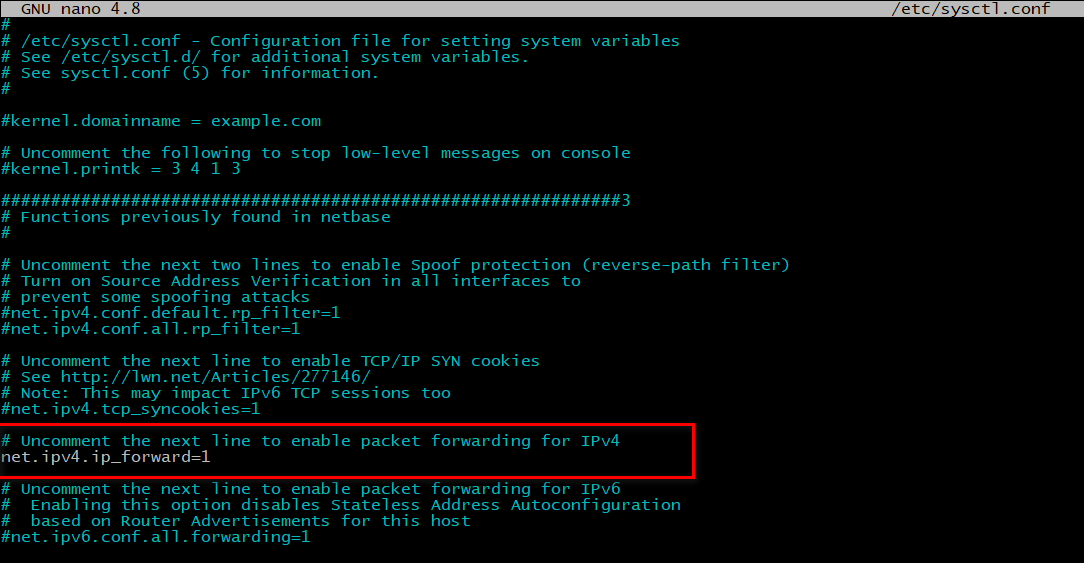 GNU nano 4.8 /etc/sysctl.conf
#
# /etc/sysctl.conf - Configuration file for setting system variables
# See /etc/sysctl.d/ for additional system variables.
# See sysctl.conf (5) for information.
#
#kernel.domainname = example.com
# Uncomment the following to stop low-level messages on console
#kernel.printk = 3 4 1 3
##############################################################3
# Functions previously found in netbase
#
# Uncomment the next two lines to enable Spoof protection (reverse-path filter)
# Turn on Source Address Verification in all interfaces to
# prevent some spoofing attacks
#net.ipv4.conf.default.rp_filter=1
#net.ipv4.conf.all.rp_filter=1
# Uncomment the next line to enable TCP/IP SYN cookies
# See http://lwn.net/Articles/277146/
# Note: This may impact IPv6 TCP sessions too
#net.ipv4.tcp_syncookies=1
# Uncomment the next line to enable packet forwarding for IPv4
net.ipv4.ip_forward=1
# Uncomment the next line to enable packet forwarding for IPv6
#  Enabling this option disables Stateless Address Autoconfiguration
#  based on Router Advertisements for this host
#net.ipv6.conf.all.forwarding=1